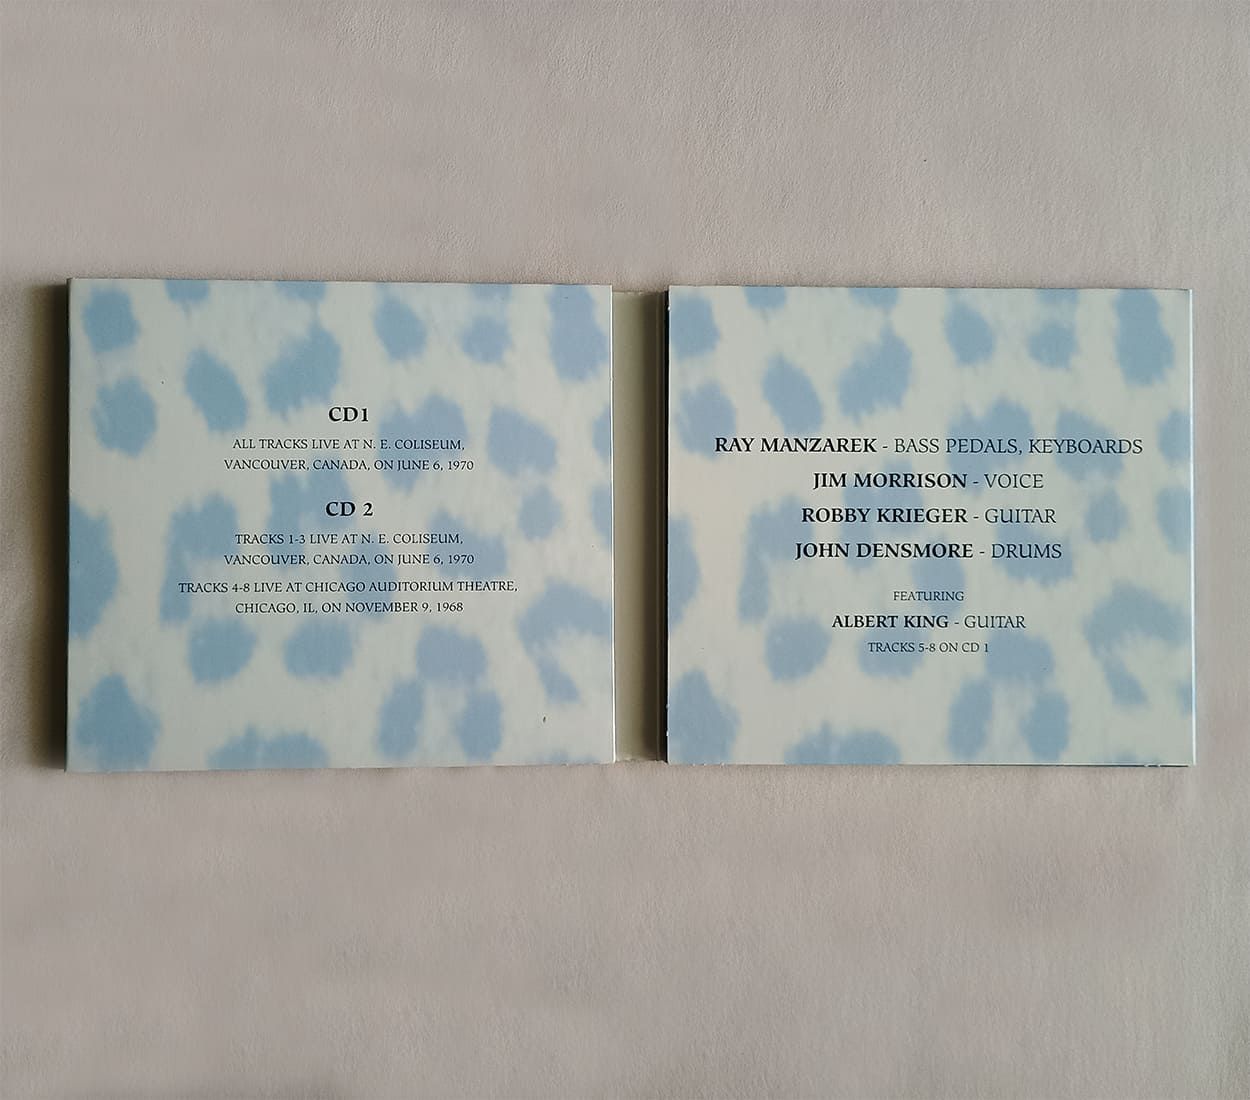 CD1
ALL TRACKS LIVE AT N. E. COLISEUM,
VANCOUVER, CANADA, ON JUNE 6, 1970
CD 2
TRACKS 1-3 LIVE AT N. E. COLISEUM,
VANCOUVER, CANADA, ON JUNE 6, 1970
TRACKS 4-8 LIVE AT CHICAGO AUDITORIUM THEATRE,
CHICAGO, IL, ON NOVEMBER 9, 1968
RAY MANZAREK - BASS PEDALS, KEYBOARDS
JIM MORRISON - VOICE
ROBBY KRIEGER - GUITAR
JOHN DENSMORE - DRUMS
FEATURING
ALBERT KING - GUITAR
TRACKS 5-8 ON CD 1